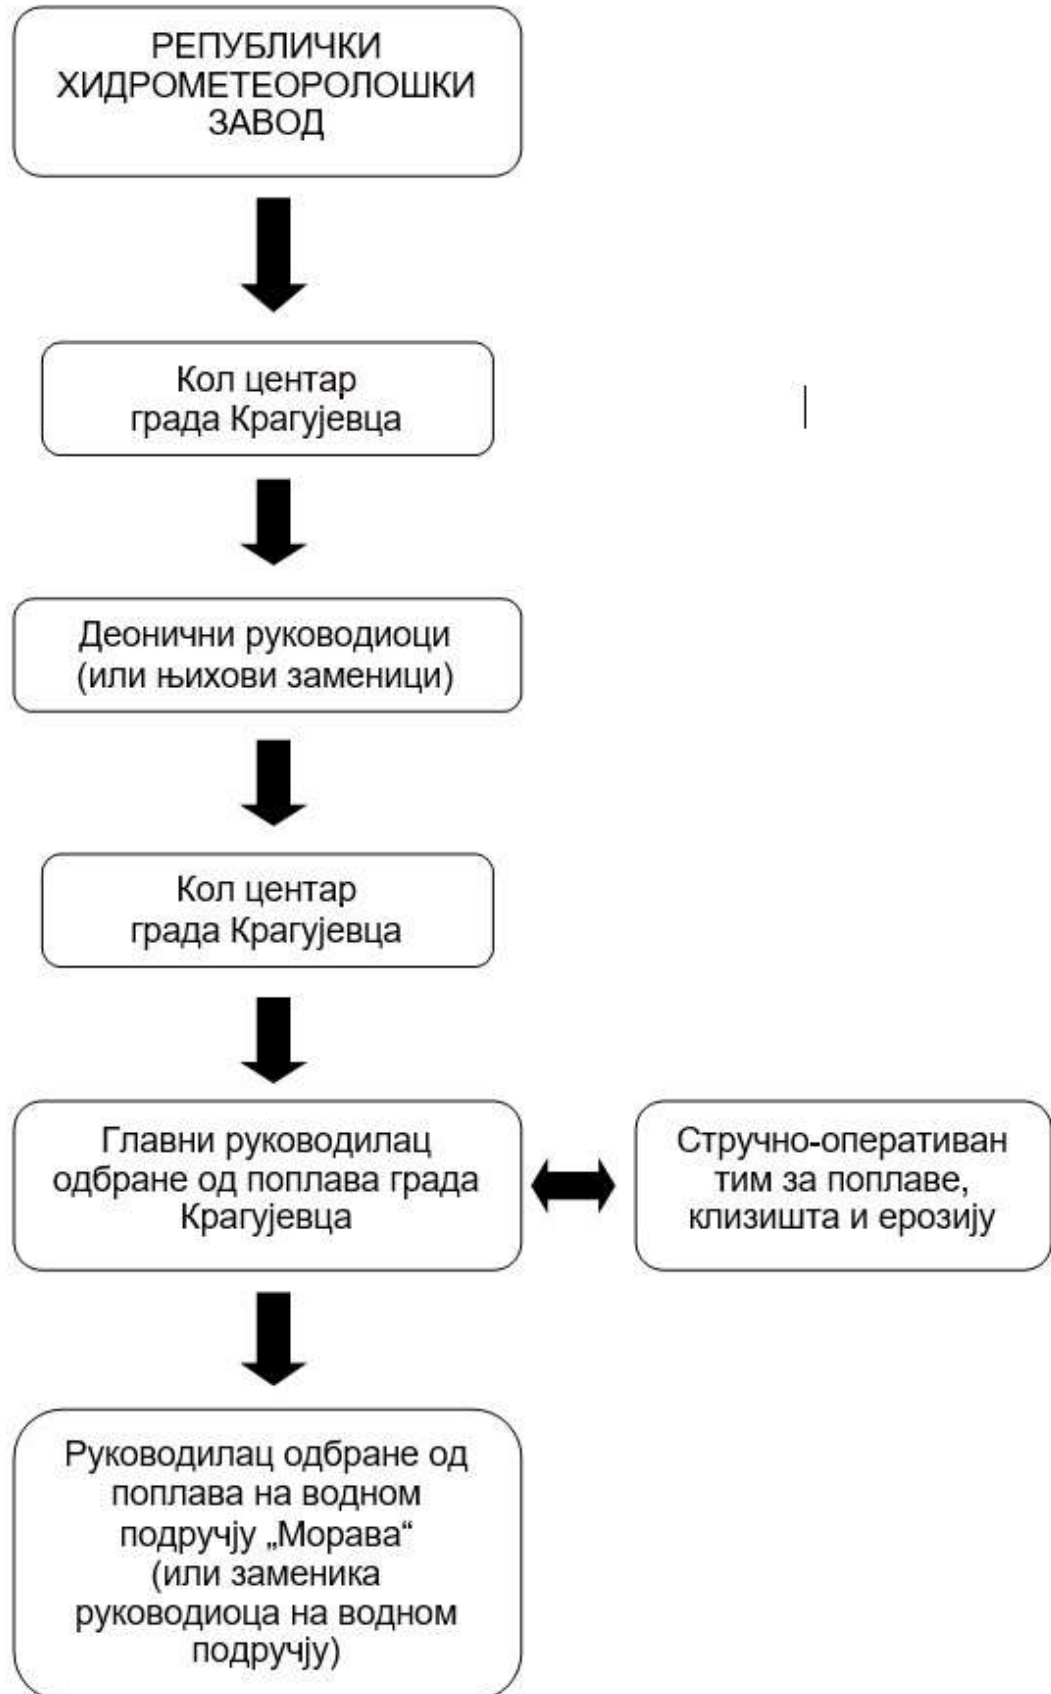 РЕПУБЛИЧКИ
ХИДРОМЕТЕОРОЛОШКИ
ЗАВОД
Кол центар
града Крагујевца
Деонични руководиоци
(или њихови заменици)
Кол центар
града Крагујевца
Главни руководилац
одбране од поплава града
Крагујевца
Стручно-оперативан
тим за поплаве,
клизишта и ерозију
Руководилац одбране од
поплава на водном
подручју „Морава“
(или заменика
руководиоца на водном
подручју)